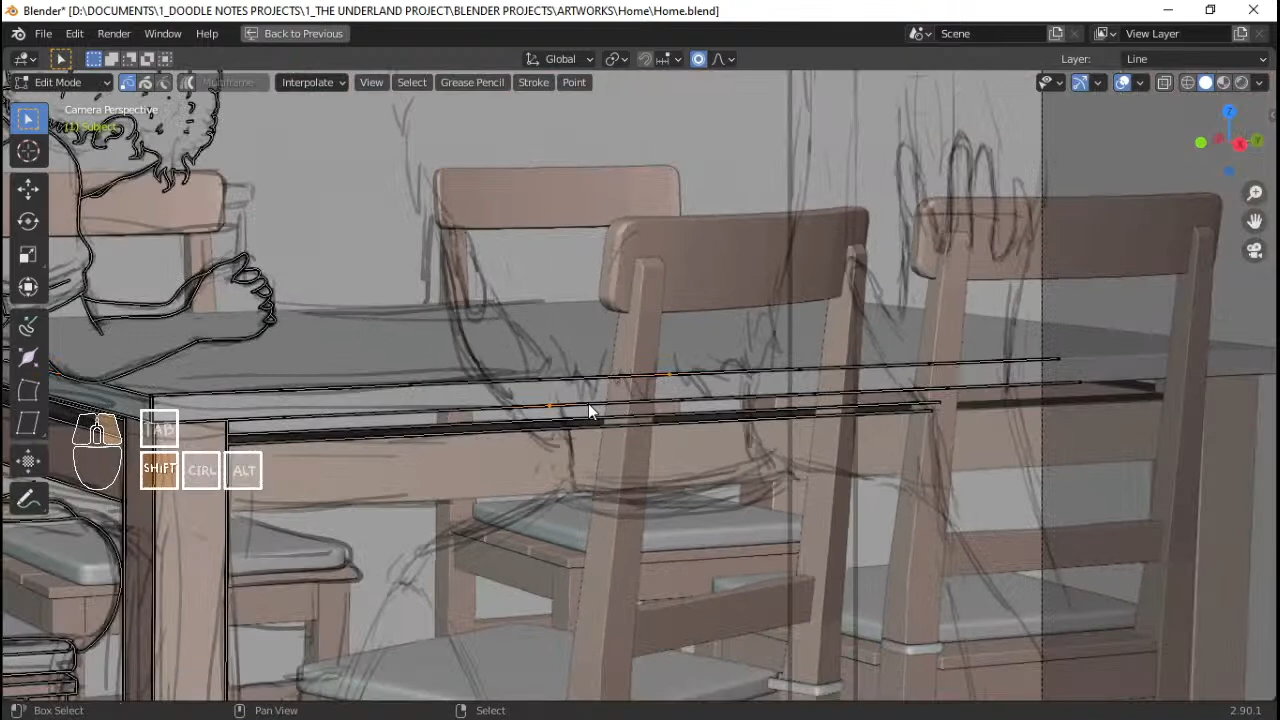 Blender* [D:\DOCUMENTS\1_DOODLE NOTES PROJECTS\1_THE UNDERLAND PROJECT\BLENDER PROJECTS\ARTWORKS\Home\Home.blend]
File Edit Render Window Help Back to Previous Scene View Layer
Global Layer: Line
Edit Mode Multiframe Interpolate View Select Grease Pencil Stroke Point
Camera Perspective
(1) Subject
Z
X
Y
TAB
SHIFT CTRL ALT
Box Select Pan View Select 2.90.1